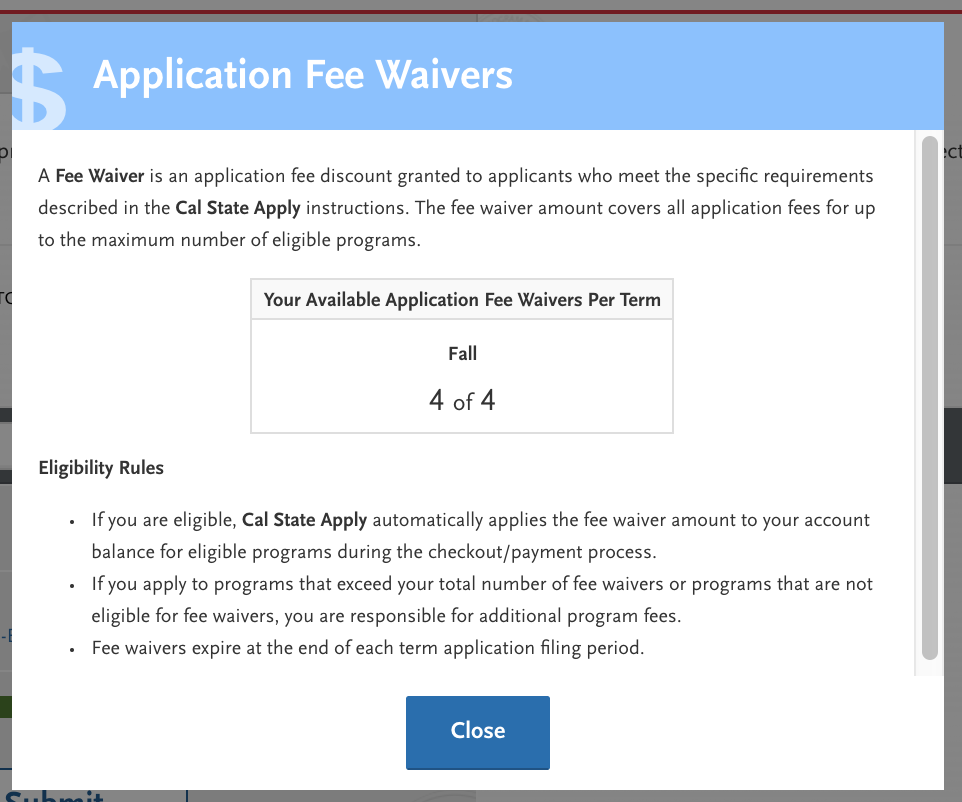 $ Application Fee Waivers
A Fee Waiver is an application fee discount granted to applicants who meet the specific requirements
described in the Cal State Apply instructions. The fee waiver amount covers all application fees for up
to the maximum number of eligible programs.
Your Available Application Fee Waivers Per Term
Fall
4 of 4
Eligibility Rules
• If you are eligible, Cal State Apply automatically applies the fee waiver amount to your account
balance for eligible programs during the checkout/payment process.
• If you apply to programs that exceed your total number of fee waivers or programs that are not
eligible for fee waivers, you are responsible for additional program fees.
• Fee waivers expire at the end of each term application filing period.
Close
Submit